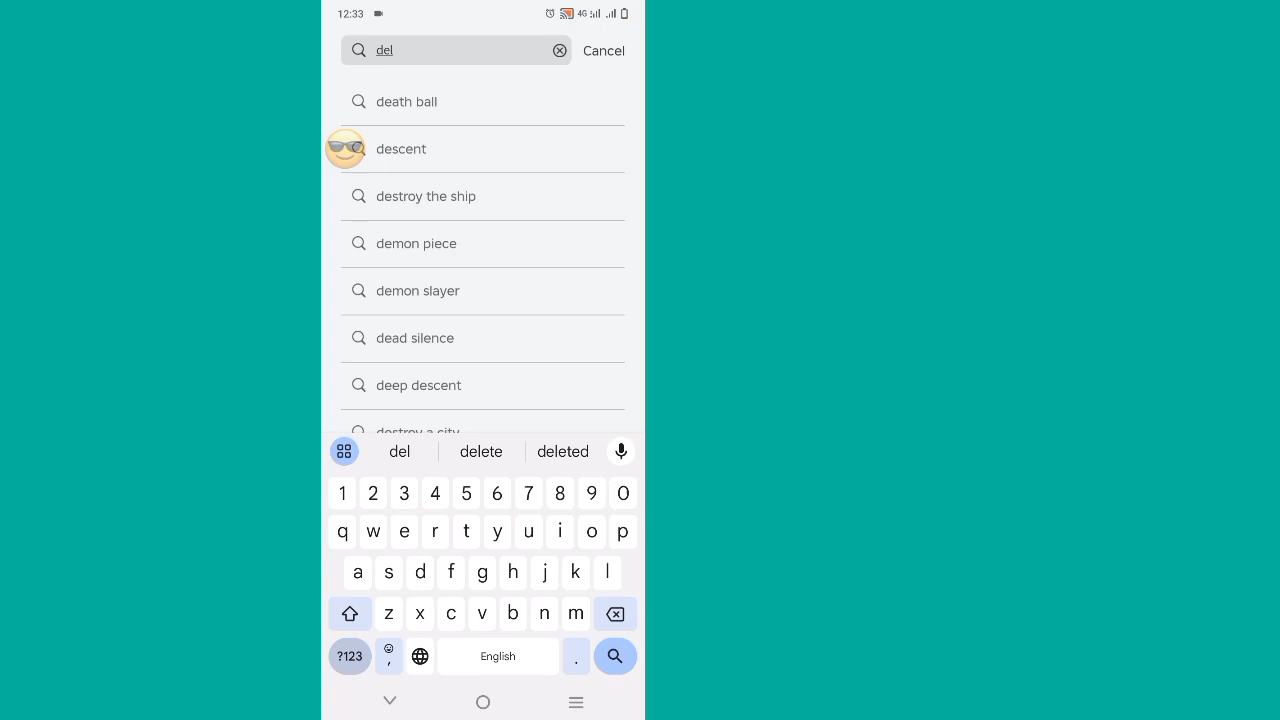 12:33
4G
del
Cancel
death ball
descent
destroy the ship
demon piece
demon slayer
dead silence
deep descent
destroy a city
del delete deleted
1 2 3 4 5 6 7 8 9 0
q w e r t y u i o p
a s d f g h j k l
z x c v b n m
?123 , English .